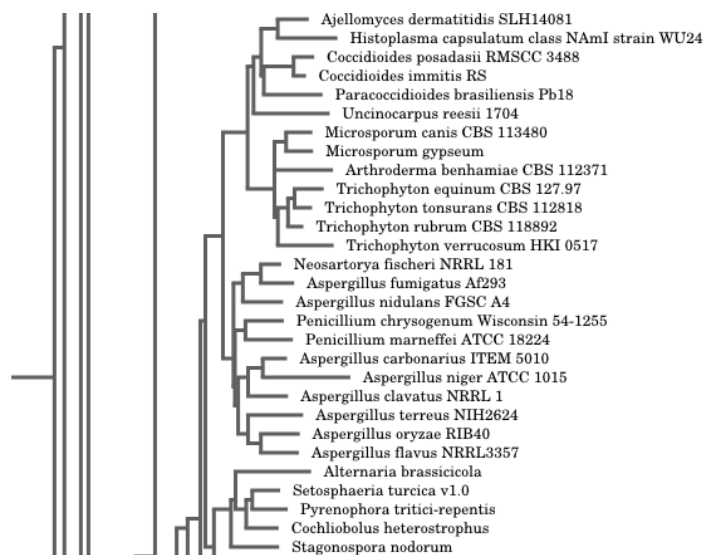 Ajellomyces dermatitidis SLH14081
Histoplasma capsulatum class NAmI strain WU24
Coccidioides posadasii RMSCC 3488
Coccidioides immitis RS
Paracoccidioides brasiliensis Pb18
Uncinocarpus reesii 1704
Microsporum canis CBS 113480
Microsporum gypseum
Arthroderma benhamiae CBS 112371
Trichophyton equinum CBS 127.97
Trichophyton tonsurans CBS 112818
Trichophyton rubrum CBS 118892
Trichophyton verrucosum HKI 0517
Neosartorya fischeri NRRL 181
Aspergillus fumigatus Af293
Aspergillus nidulans FGSC A4
Penicillium chrysogenum Wisconsin 54-1255
Penicillium marneffei ATCC 18224
Aspergillus carbonarius ITEM 5010
Aspergillus niger ATCC 1015
Aspergillus clavatus NRRL 1
Aspergillus terreus NIH2624
Aspergillus oryzae RIB40
Aspergillus flavus NRRL3357
Alternaria brassicicola
Setosphaeria turcica v1.0
Pyrenophora tritici-repentis
Cochliobolus heterostrophus
Stagonospora nodorum